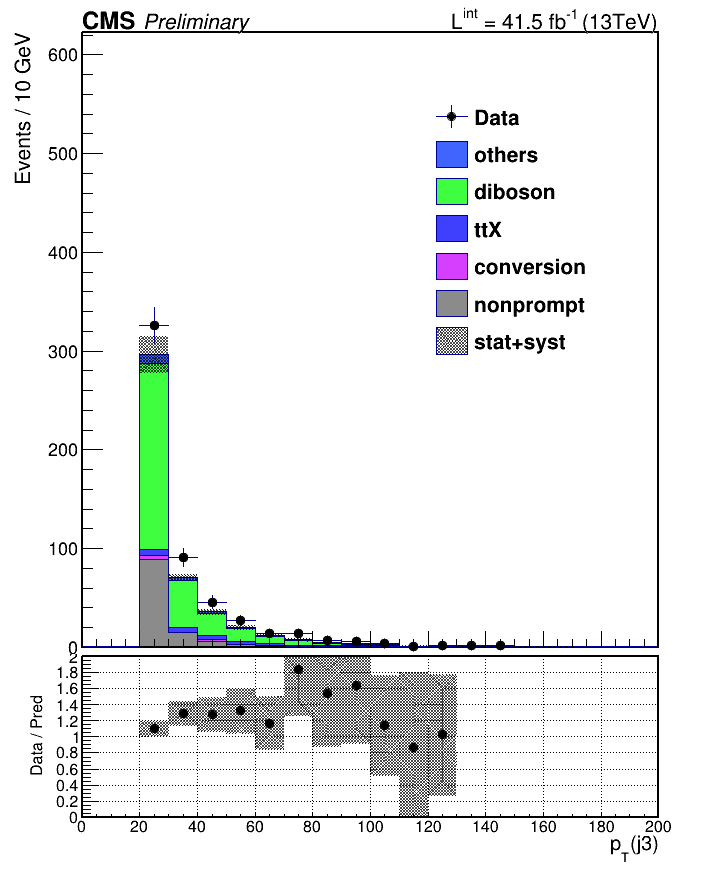 CMS Preliminary L^int = 41.5 fb^-1 (13TeV)
Events / 10 GeV
600
500
400
300
200
100
0
Data
others
diboson
ttX
conversion
nonprompt
stat+syst
Data / Pred
2
1.8
1.6
1.4
1.2
1
0.8
0.6
0.4
0.2
0
0 20 40 60 80 100 120 140 160 180 200
p_T(j3)